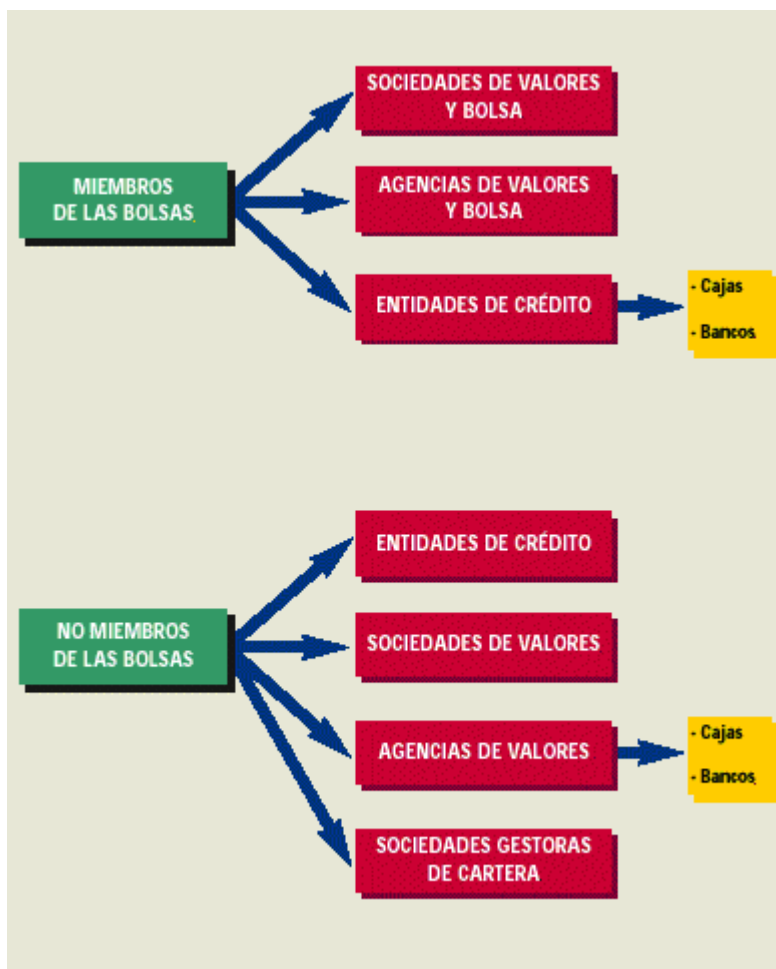 SOCIEDADES DE VALORES
Y BOLSA
MIEMBROS
DE LAS BOLSAS
AGENCIAS DE VALORES
Y BOLSA
ENTIDADES DE CRÉDITO
- Cajas
- Bancos
ENTIDADES DE CRÉDITO
NO MIEMBROS
DE LAS BOLSAS
SOCIEDADES DE VALORES
AGENCIAS DE VALORES
- Cajas
- Bancos
SOCIEDADES GESTORAS
DE CARTERA